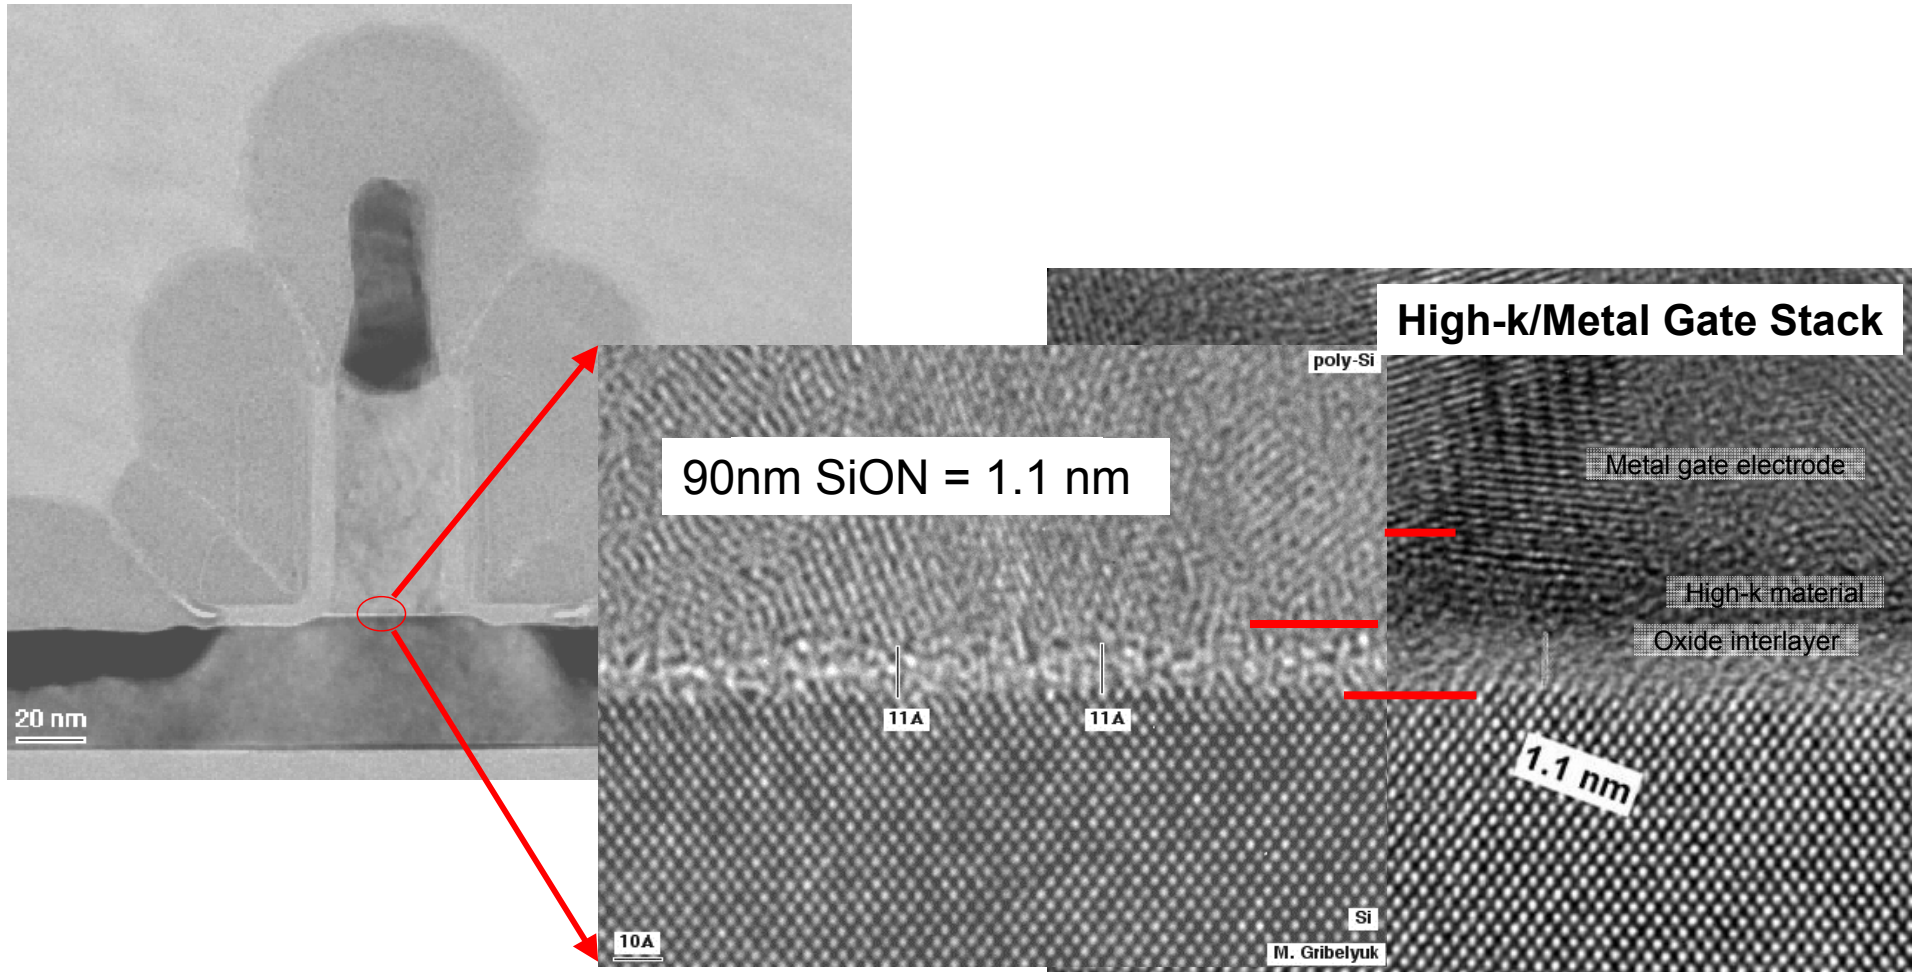 High-k/Metal Gate Stack
poly-Si
90nm SiON = 1.1 nm
Metal gate electrode
High-k material
Oxide interlayer
11A
11A
20 nm
1.1 nm
Si
10A
M. Gribelyuk